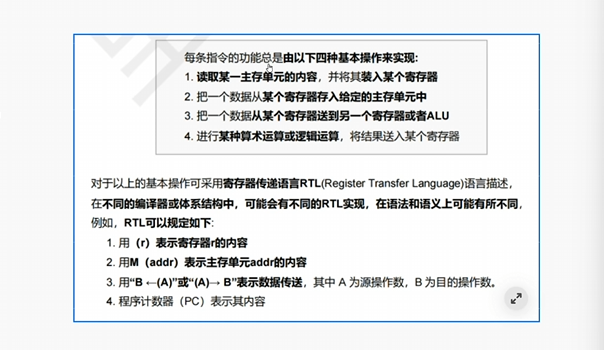 每条指令的功能总是由以下四种基本操作来实现:
1. 读取某一主存单元的内容，并将其装入某个寄存器
2. 把一个数据从某个寄存器存入给定的主存单元中
3. 把一个数据从某个寄存器送到另一个寄存器或者ALU
4. 进行某种算术运算或逻辑运算，将结果送入某个寄存器
对于以上的基本操作可采用寄存器传递语言RTL(Register Transfer Language)语言描述，
在不同的编译器或体系结构中，可能会有不同的RTL实现，在语法和语义上可能有所不同，
例如，RTL可以规定如下:
1. 用（r）表示寄存器r的内容
2. 用M（addr）表示主存单元addr的内容
3. 用“B ←(A)”或“(A)→ B”表示数据传送，其中 A 为源操作数，B 为目的操作数。
4. 程序计数器（PC）表示其内容